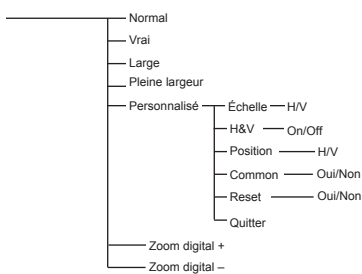 Normal
Vrai
Large
Pleine largeur
Personnalisé Échelle H/V
H&V On/Off
Position H/V
Common Oui/Non
Reset Oui/Non
Quitter
Zoom digital +
Zoom digital –